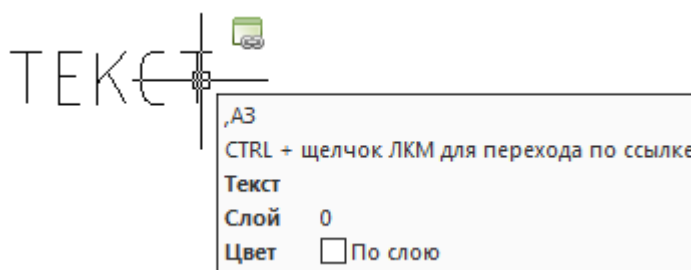 ТЕКСТ
,А3
CTRL + щелчок ЛКМ для перехода по ссылке
Текст
Слой 0
Цвет По слою